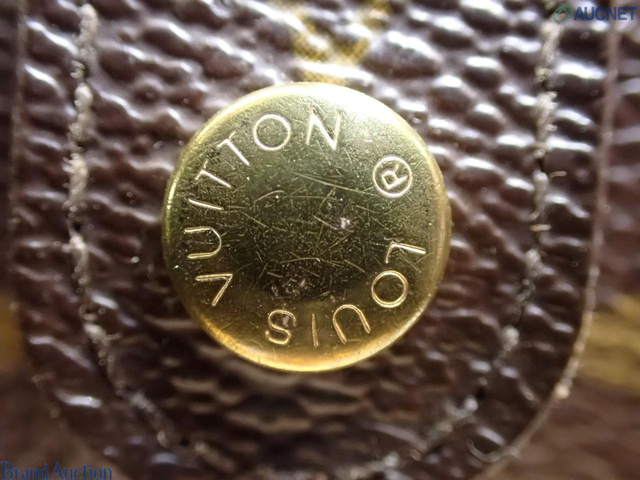 AUCNET
LOUIS VUITTON ®
Brand Auction